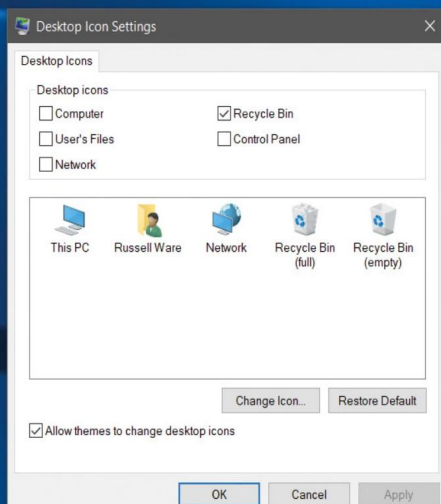 Desktop Icon Settings
Desktop Icons
Desktop icons
Computer
Recycle Bin
User's Files
Control Panel
Network
This PC
Russell Ware
Network
Recycle Bin
(full)
Recycle Bin
(empty)
Change Icon...
Restore Default
Allow themes to change desktop icons
OK
Cancel
Apply